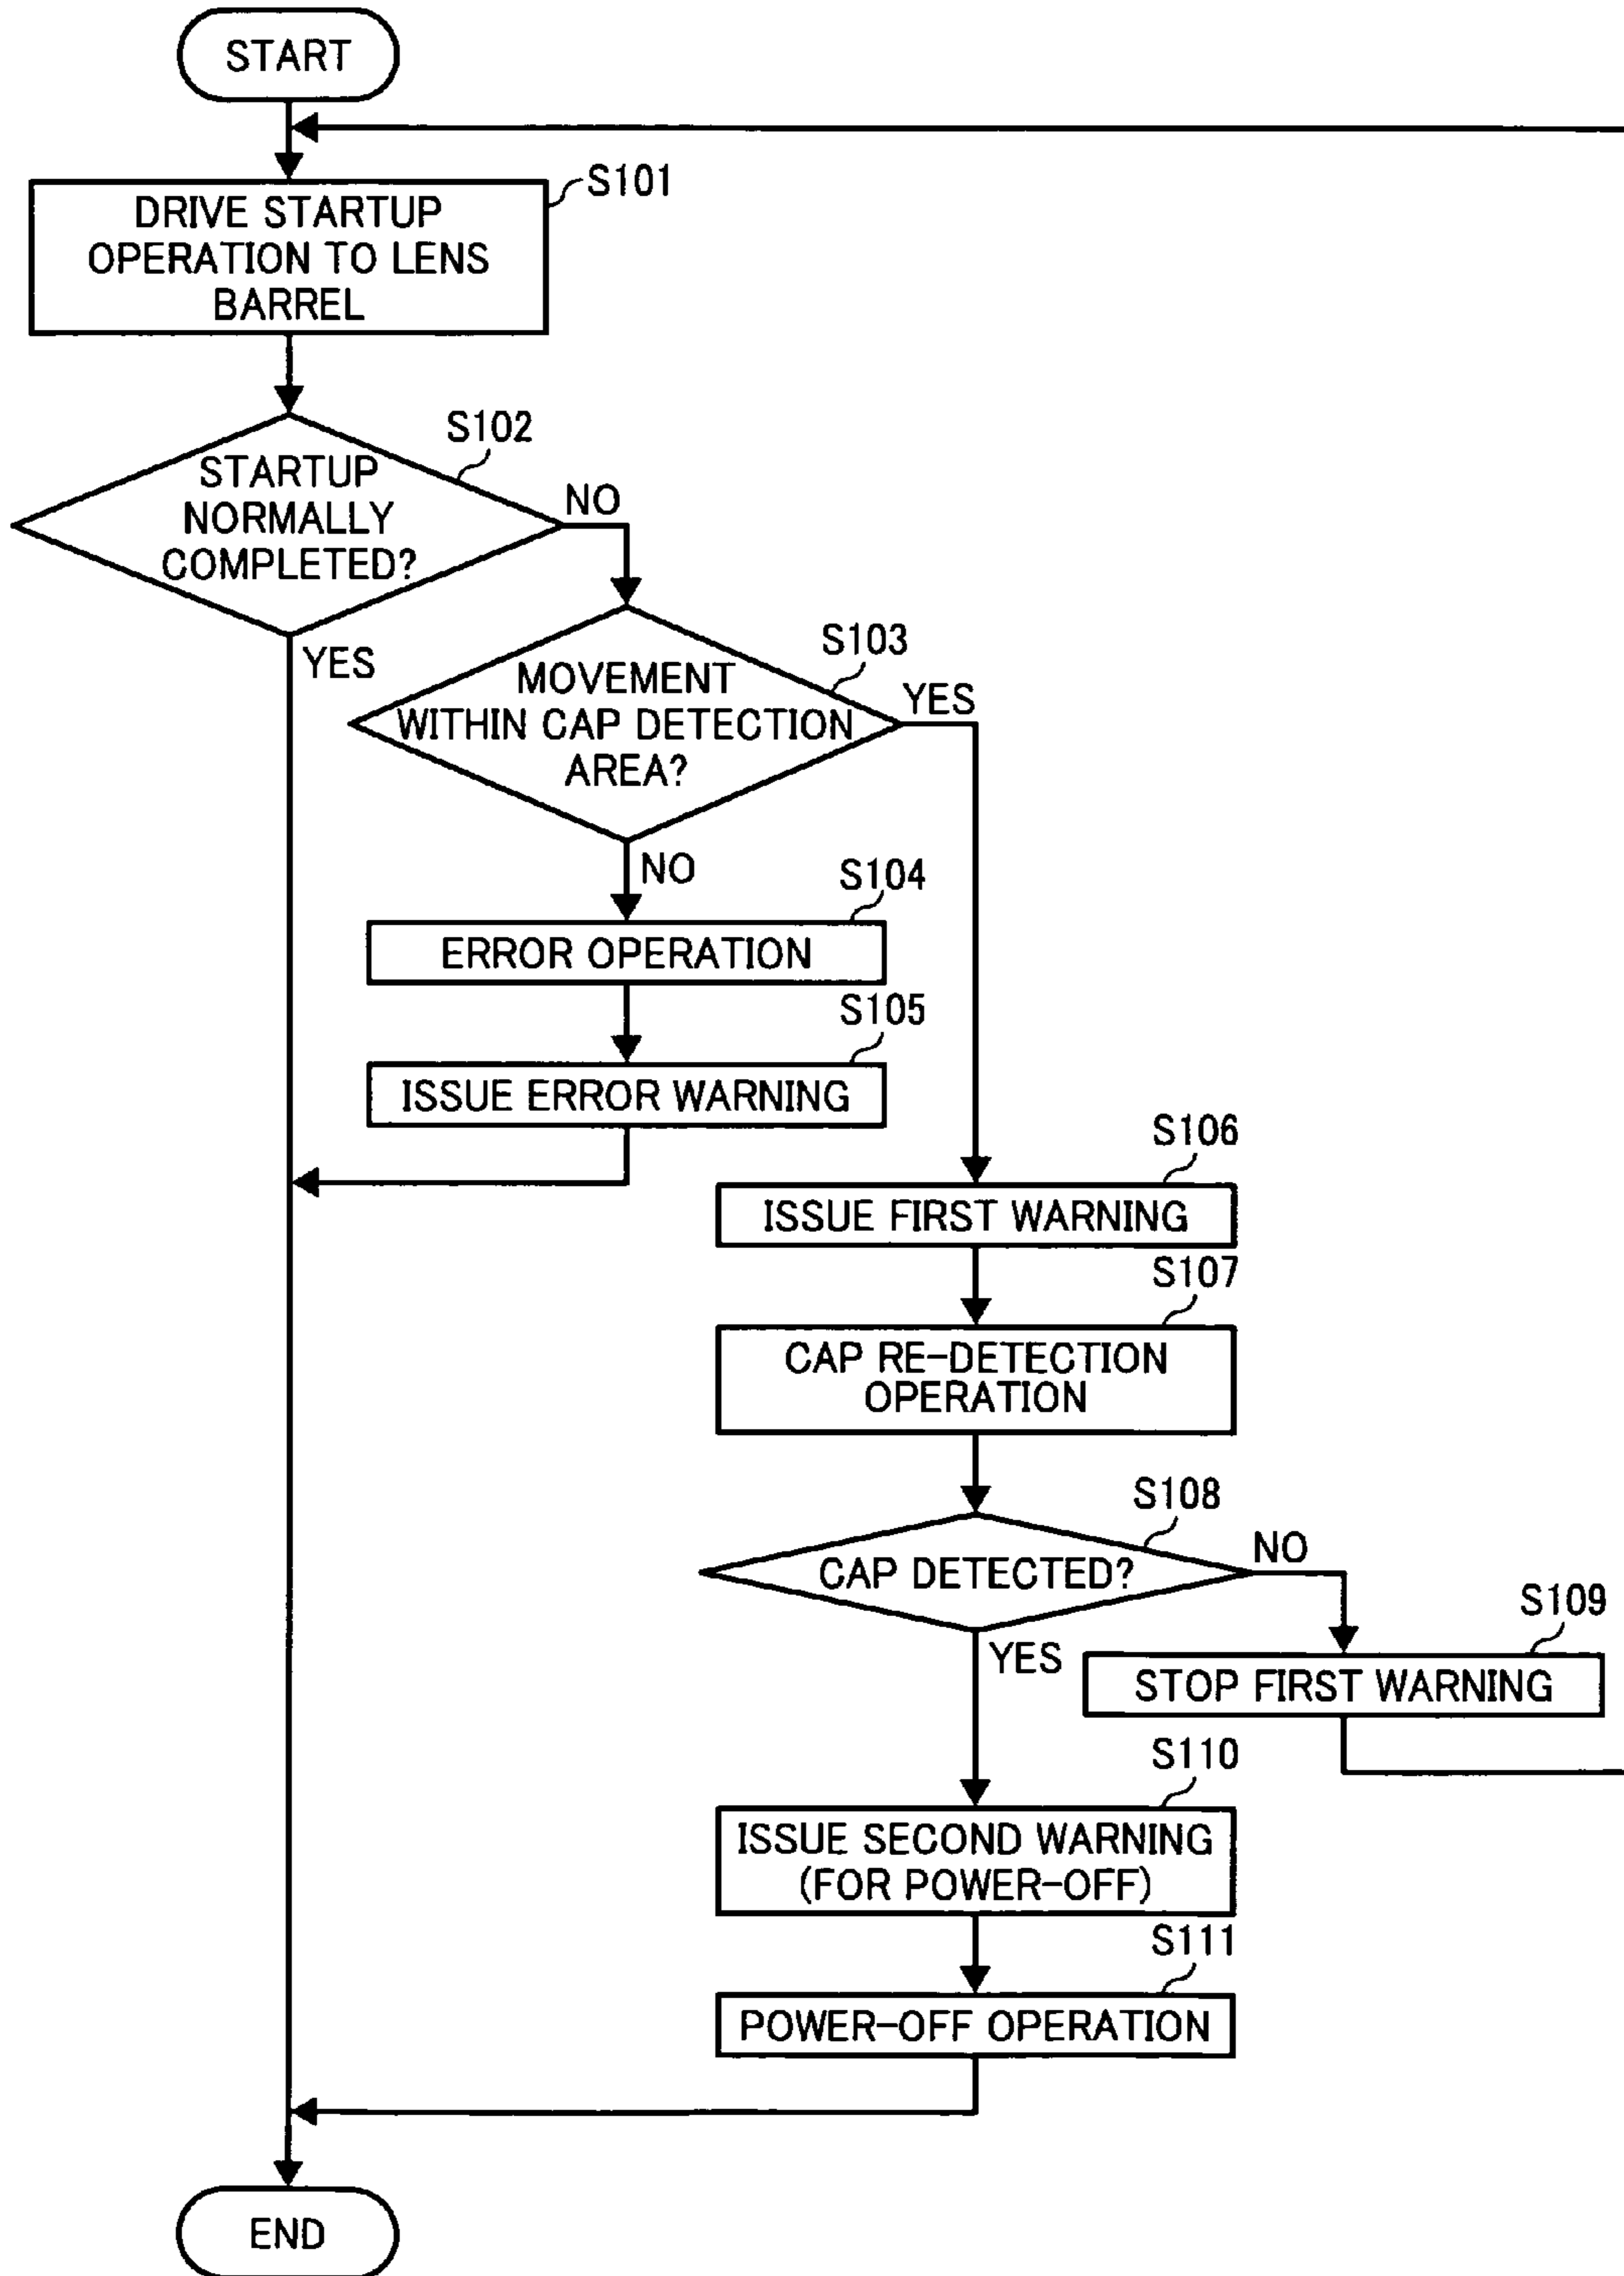 START
S101
DRIVE STARTUP
OPERATION TO LENS
BARREL
S102
STARTUP
NORMALLY
COMPLETED?
NO
YES
S103
MOVEMENT
WITHIN CAP DETECTION
AREA?
YES
NO
S104
ERROR OPERATION
S105
ISSUE ERROR WARNING
S106
ISSUE FIRST WARNING
S107
CAP RE-DETECTION
OPERATION
S108
CAP DETECTED?
NO
YES
S109
STOP FIRST WARNING
S110
ISSUE SECOND WARNING
(FOR POWER-OFF)
S111
POWER-OFF OPERATION
END